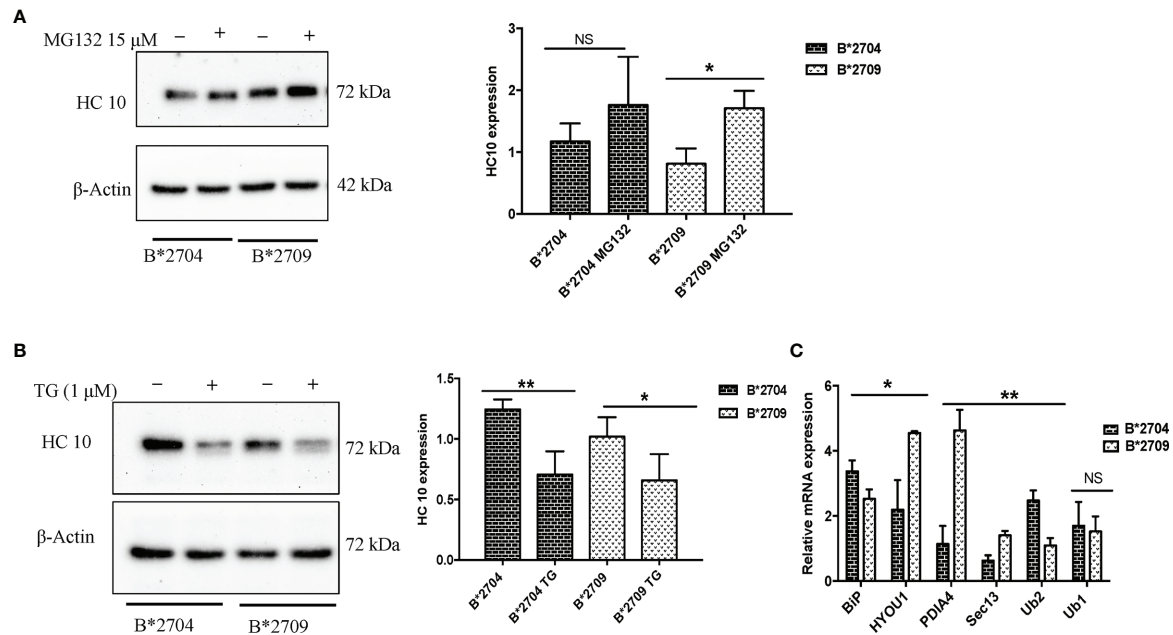 A
MG132 15 μM
– + – +
HC 10
72 kDa
β-Actin
42 kDa
B*2704 B*2709
HC10 expression
3
2
1
0
NS
*
B*2704
B*2704 MG132
B*2709
B*2709 MG132
B*2704
B*2709
B
TG (1 μM)
– + – +
HC 10
72 kDa
β-Actin
72 kDa
B*2704 B*2709
HC 10 expression
1.5
1.0
0.5
0.0
**
*
B*2704
B*2704 TG
B*2709
B*2709 TG
B*2704
B*2709
C
Relative mRNA expression
6
4
2
0
*
**
NS
BiP
HYOU1
PDIA4
Sec13
Ub2
Ub1
B*2704
B*2709